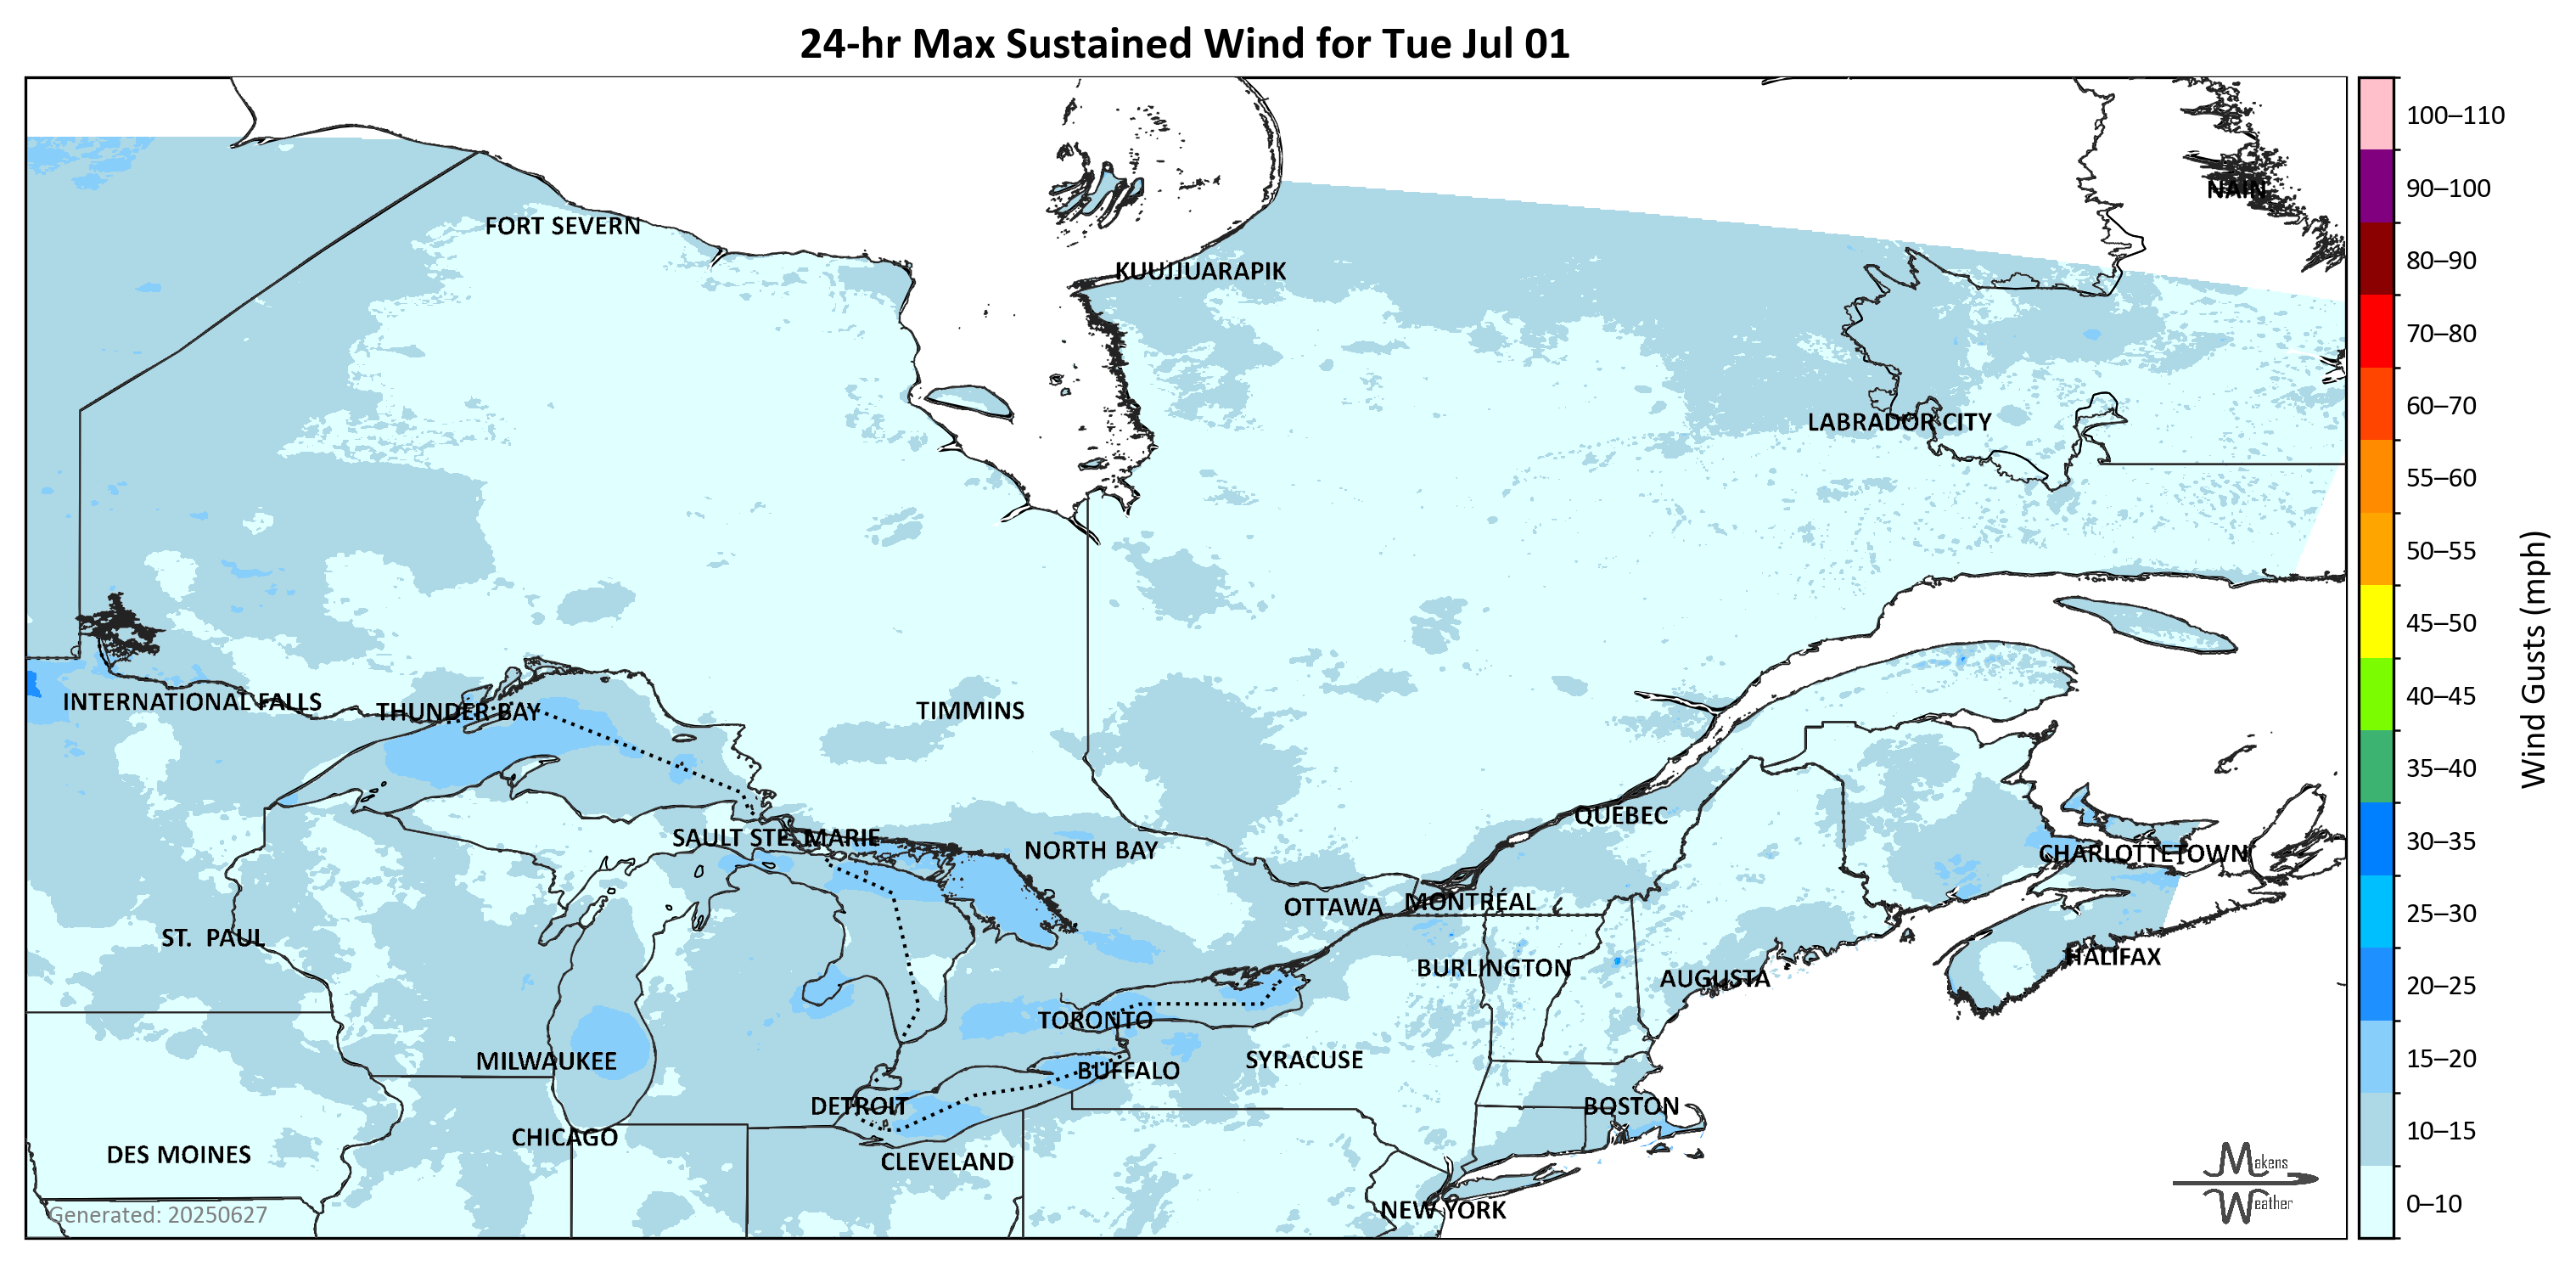 24-hr Max Sustained Wind for Tue Jul 01
100–110
90–100
NAIN
FORT SEVERN
80–90
KUUJJUARAPIK
70–80
60–70
LABRADOR CITY
55–60
50–55
45–50
Wind Gusts (mph)
40–45
INTERNATIONAL FALLS
THUNDER BAY
TIMMINS
35–40
QUEBEC
SAULT STE. MARIE
30–35
NORTH BAY
CHARLOTTETOWN
OTTAWA
MONTRÉAL
25–30
ST. PAUL
HALIFAX
BURLINGTON
AUGUSTA
20–25
TORONTO
MILWAUKEE
SYRACUSE
15–20
BUFFALO
DETROIT
BOSTON
10–15
CHICAGO
DES MOINES
CLEVELAND
Makens
Weather
0–10
NEW YORK
Generated: 20250627